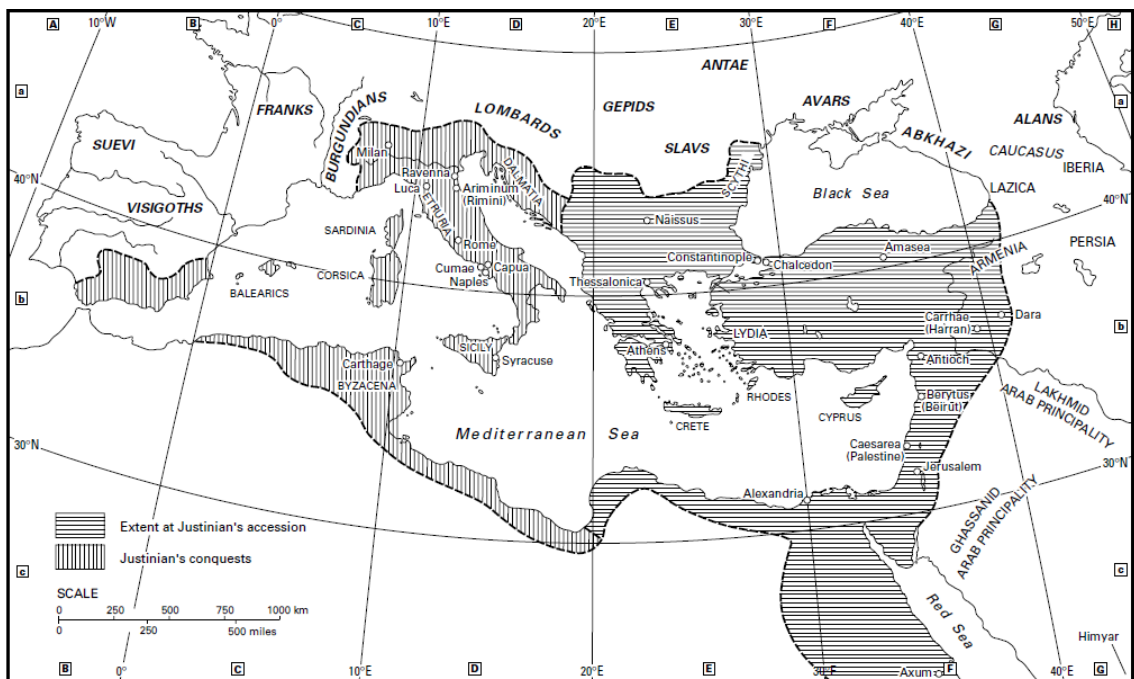 A
10°W
B
0°
C
10°E
D
20°E
E
30°E
F
40°E
G
50°E
H
a
a
ANTAE
FRANKS
BURGUNDIANS
LOMBARDS
GEPIDS
AVARS
ALANS
SUEVI
SLAVS
ABKHAZI
CAUCASUS
IBERIA
Milan
40°N
VISIGOTHS
Ravenna
Luca
Ariminum
(Rimini)
DALMATIA
ETRURIA
SCYTHI
Black Sea
LAZICA
40°N
Naissus
SARDINIA
Rome
Constantinople
Chalcedon
Amasea
ARMENIA
PERSIA
CORSICA
Cumae
Capua
Naples
Thessalonica
b
BALEARICS
b
Dara
Carrhae
(Harran)
LYDIA
SICILY
Syracuse
Athens
Antioch
Carthage
BYZACENA
RHODES
CYPRUS
Berytus
(Beirût)
LAKHMID
ARAB PRINCIPALITY
CRETE
30°N
Mediterranean Sea
Caesarea
(Palestine)
Jerusalem
30°N
Alexandria
GHASSANID
ARAB PRINCIPALITY
Extent at Justinian's accession
Justinian's conquests
c
c
SCALE
0 250 500 750 1000 km
0 250 500 miles
Red Sea
Himyar
B
0°
C
10°E
D
20°E
E
30°E
F
Axum
40°E
G